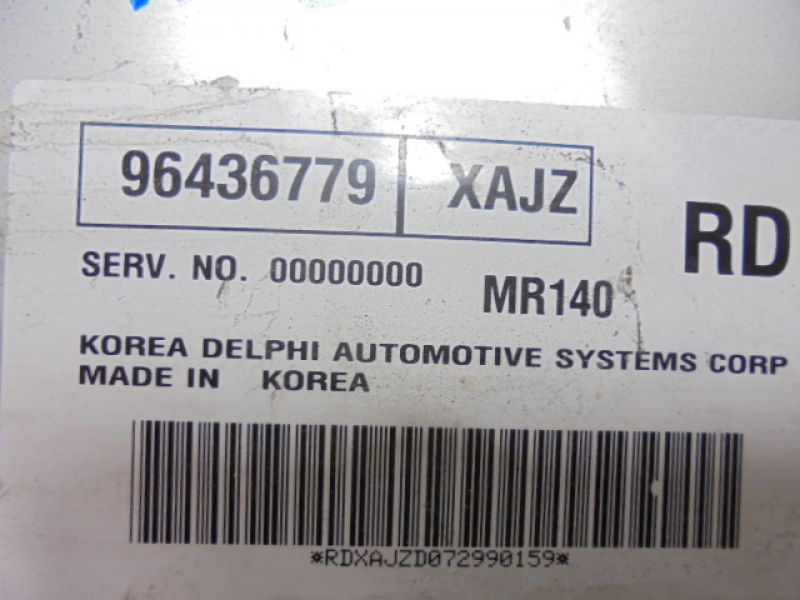 96436779 XAJZ
RD
SERV. NO. 00000000 MR140
KOREA DELPHI AUTOMOTIVE SYSTEMS CORP
MADE IN KOREA
*RDXAJZD072990159*